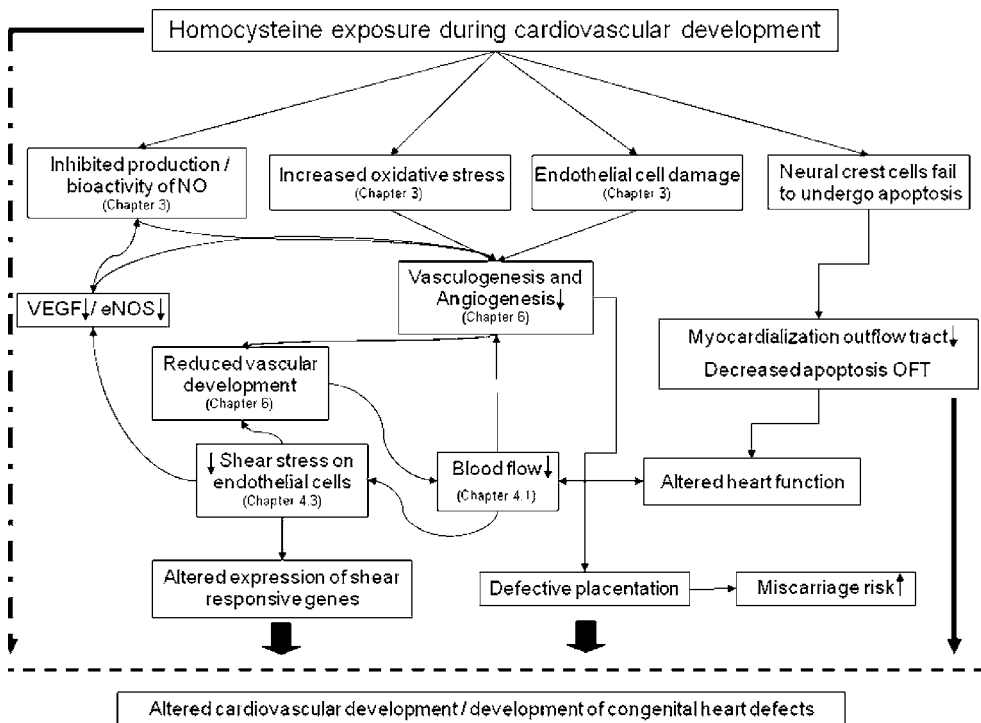 Homocysteine exposure during cardiovascular development
Inhibited production /
bioactivity of NO
(Chapter 3)
Increased oxidative stress
(Chapter 3)
Endothelial cell damage
(Chapter 3)
Neural crest cells fail
to undergo apoptosis
Vasculogenesis and
Angiogenesis↓
(Chapter 6)
VEGF↓/ eNOS↓
Myocardialization outflow tract↓
Decreased apoptosis OFT
Reduced vascular
development
(Chapter 6)
↓ Shear stress on
endothelial cells
(Chapter 4.3)
Blood flow↓
(Chapter 4.1)
Altered heart function
Altered expression of shear
responsive genes
Defective placentation
Miscarriage risk↑
Altered cardiovascular development / development of congenital heart defects